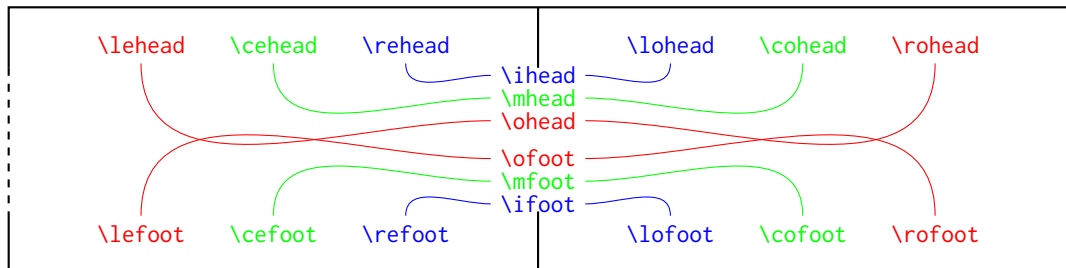 \lehead \cehead \rehead \lohead \cohead \rohead
\ihead
\mhead
\ohead
\ofoot
\mfoot
\ifoot
\lefoot \cefoot \refoot \lofoot \cofoot \rofoot